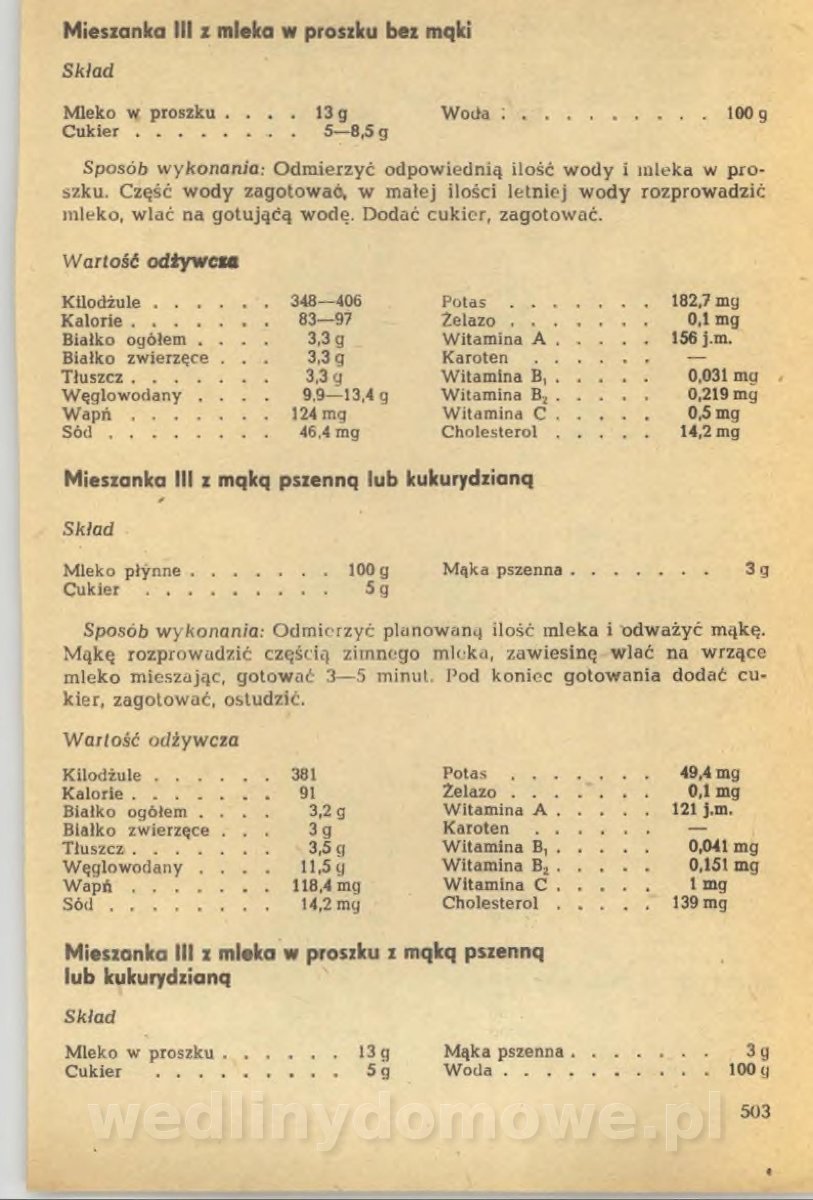 Mieszanka III z mleka w proszku bez mąki
Skład
Mleko w proszku . . . . 13 g Woda : . . . . . . . . . 100 g
Cukier . . . . . . . . 5—8,5 g
Sposób wykonania: Odmierzyć odpowiednią ilość wody i mleka w pro-
szku. Część wody zagotować, w małej ilości letniej wody rozprowadzić
mleko, wlać na gotującą wodę. Dodać cukier, zagotować.
Wartość odżywcza
Kilodżule . . . . . . 348—406 Potas . . . . . . . 182,7 mg
Kalorie . . . . . . . 83—97 Żelazo . . . . . . . 0,1 mg
Białko ogółem . . . . 3,3 g Witamina A . . . . . 156 j.m.
Białko zwierzęce . . . 3,3 g Karoten . . . . . . —
Tłuszcz . . . . . . . 3,3 g Witamina B₁ . . . . . 0,031 mg
Węglowodany . . . . 9,9—13,4 g Witamina B₂ . . . . . 0,219 mg
Wapń . . . . . . . 124 mg Witamina C . . . . . 0,5 mg
Sód . . . . . . . . 46,4 mg Cholesterol . . . . . 14,2 mg
Mieszanka III z mąką pszenną lub kukurydzianą
Skład
Mleko płynne . . . . . . . 100 g Mąka pszenna . . . . . . . 3 g
Cukier . . . . . . . . . 5 g
Sposób wykonania: Odmierzyć planowaną ilość mleka i odważyć mąkę.
Mąkę rozprowadzić częścią zimnego mleka, zawiesinę wlać na wrzące
mleko mieszając, gotować 3—5 minut. Pod koniec gotowania dodać cu-
kier, zagotować, ostudzić.
Wartość odżywcza
Kilodżule . . . . . . 381 Potas . . . . . . . 49,4 mg
Kalorie . . . . . . . 91 Żelazo . . . . . . . 0,1 mg
Białko ogółem . . . . 3,2 g Witamina A . . . . . 121 j.m.
Białko zwierzęce . . . 3 g Karoten . . . . . . —
Tłuszcz . . . . . . . 3,5 g Witamina B₁ . . . . . 0,041 mg
Węglowodany . . . . 11,5 g Witamina B₂ . . . . . 0,151 mg
Wapń . . . . . . . 118,4 mg Witamina C . . . . . 1 mg
Sód . . . . . . . . 14,2 mg Cholesterol . . . . . 139 mg
Mieszanka III z mleka w proszku z mąką pszenną
lub kukurydzianą
Skład
Mleko w proszku . . . . . . 13 g Mąka pszenna . . . . . . . 3 g
Cukier . . . . . . . . . 5 g Woda . . . . . . . . . . 100 g
503
wedlinydomowe.pl